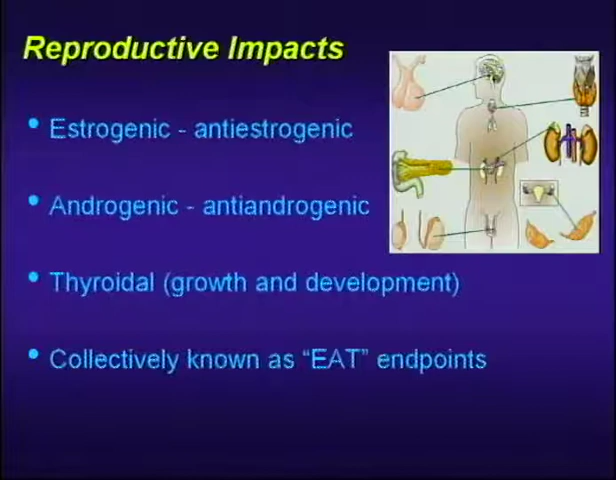 Reproductive Impacts
• Estrogenic - antiestrogenic
• Androgenic - antiandrogenic
• Thyroidal (growth and development)
• Collectively known as “EAT” endpoints